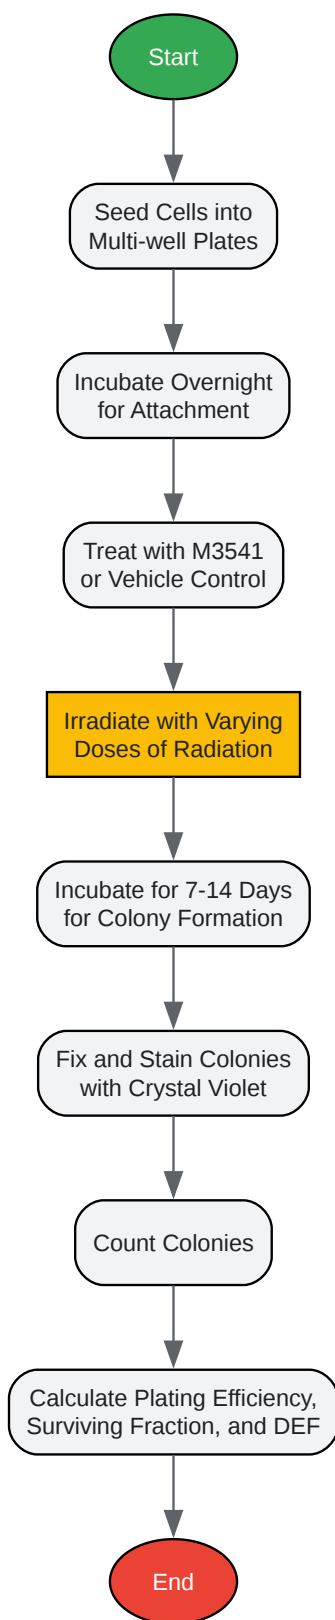 Start
Seed Cells into
Multi-well Plates
Incubate Overnight
for Attachment
Treat with M3541
or Vehicle Control
Irradiate with Varying
Doses of Radiation
Incubate for 7-14 Days
for Colony Formation
Fix and Stain Colonies
with Crystal Violet
Count Colonies
Calculate Plating Efficiency,
Surviving Fraction, and DEF
End